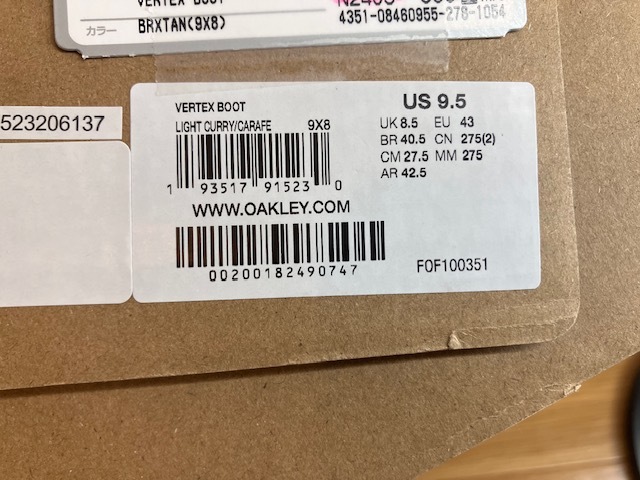 VERTEX BOOT
カラー BRXTAN(9X8)
4351-08460955-278-1054
523206137
VERTEX BOOT
LIGHT CURRY/CARAFE 9X8
1 93517 91523 0
WWW.OAKLEY.COM
00200182490747
US 9.5
UK 8.5 EU 43
BR 40.5 CN 275(2)
CM 27.5 MM 275
AR 42.5
FOF100351